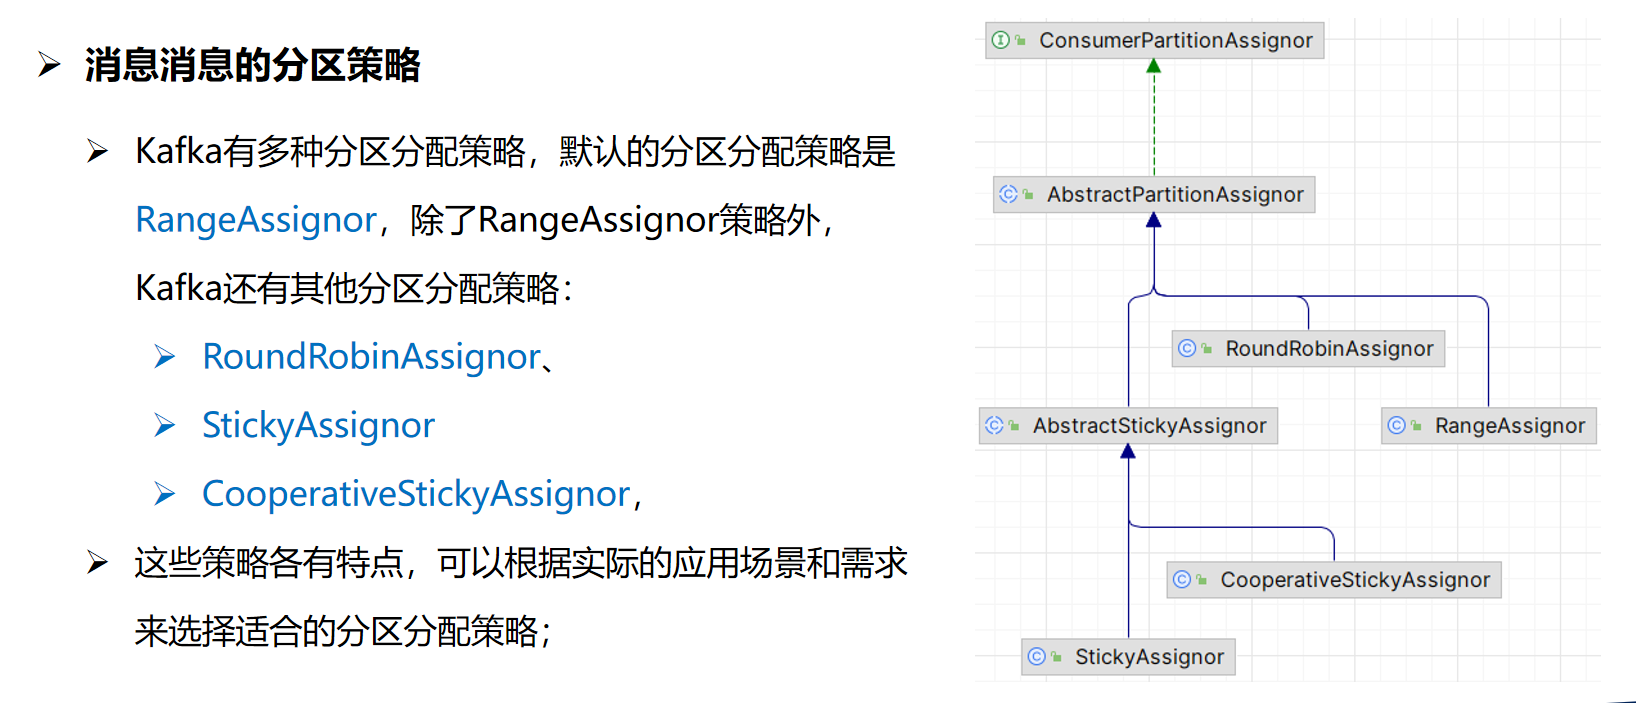 消息消息的分区策略
Kafka有多种分区分配策略，默认的分区分配策略是
RangeAssignor，除了RangeAssignor策略外，
Kafka还有其他分区分配策略：
RoundRobinAssignor、
StickyAssignor
CooperativeStickyAssignor，
这些策略各有特点，可以根据实际的应用场景和需求
来选择适合的分区分配策略；
ConsumerPartitionAssignor
AbstractPartitionAssignor
RoundRobinAssignor
AbstractStickyAssignor
RangeAssignor
CooperativeStickyAssignor
StickyAssignor